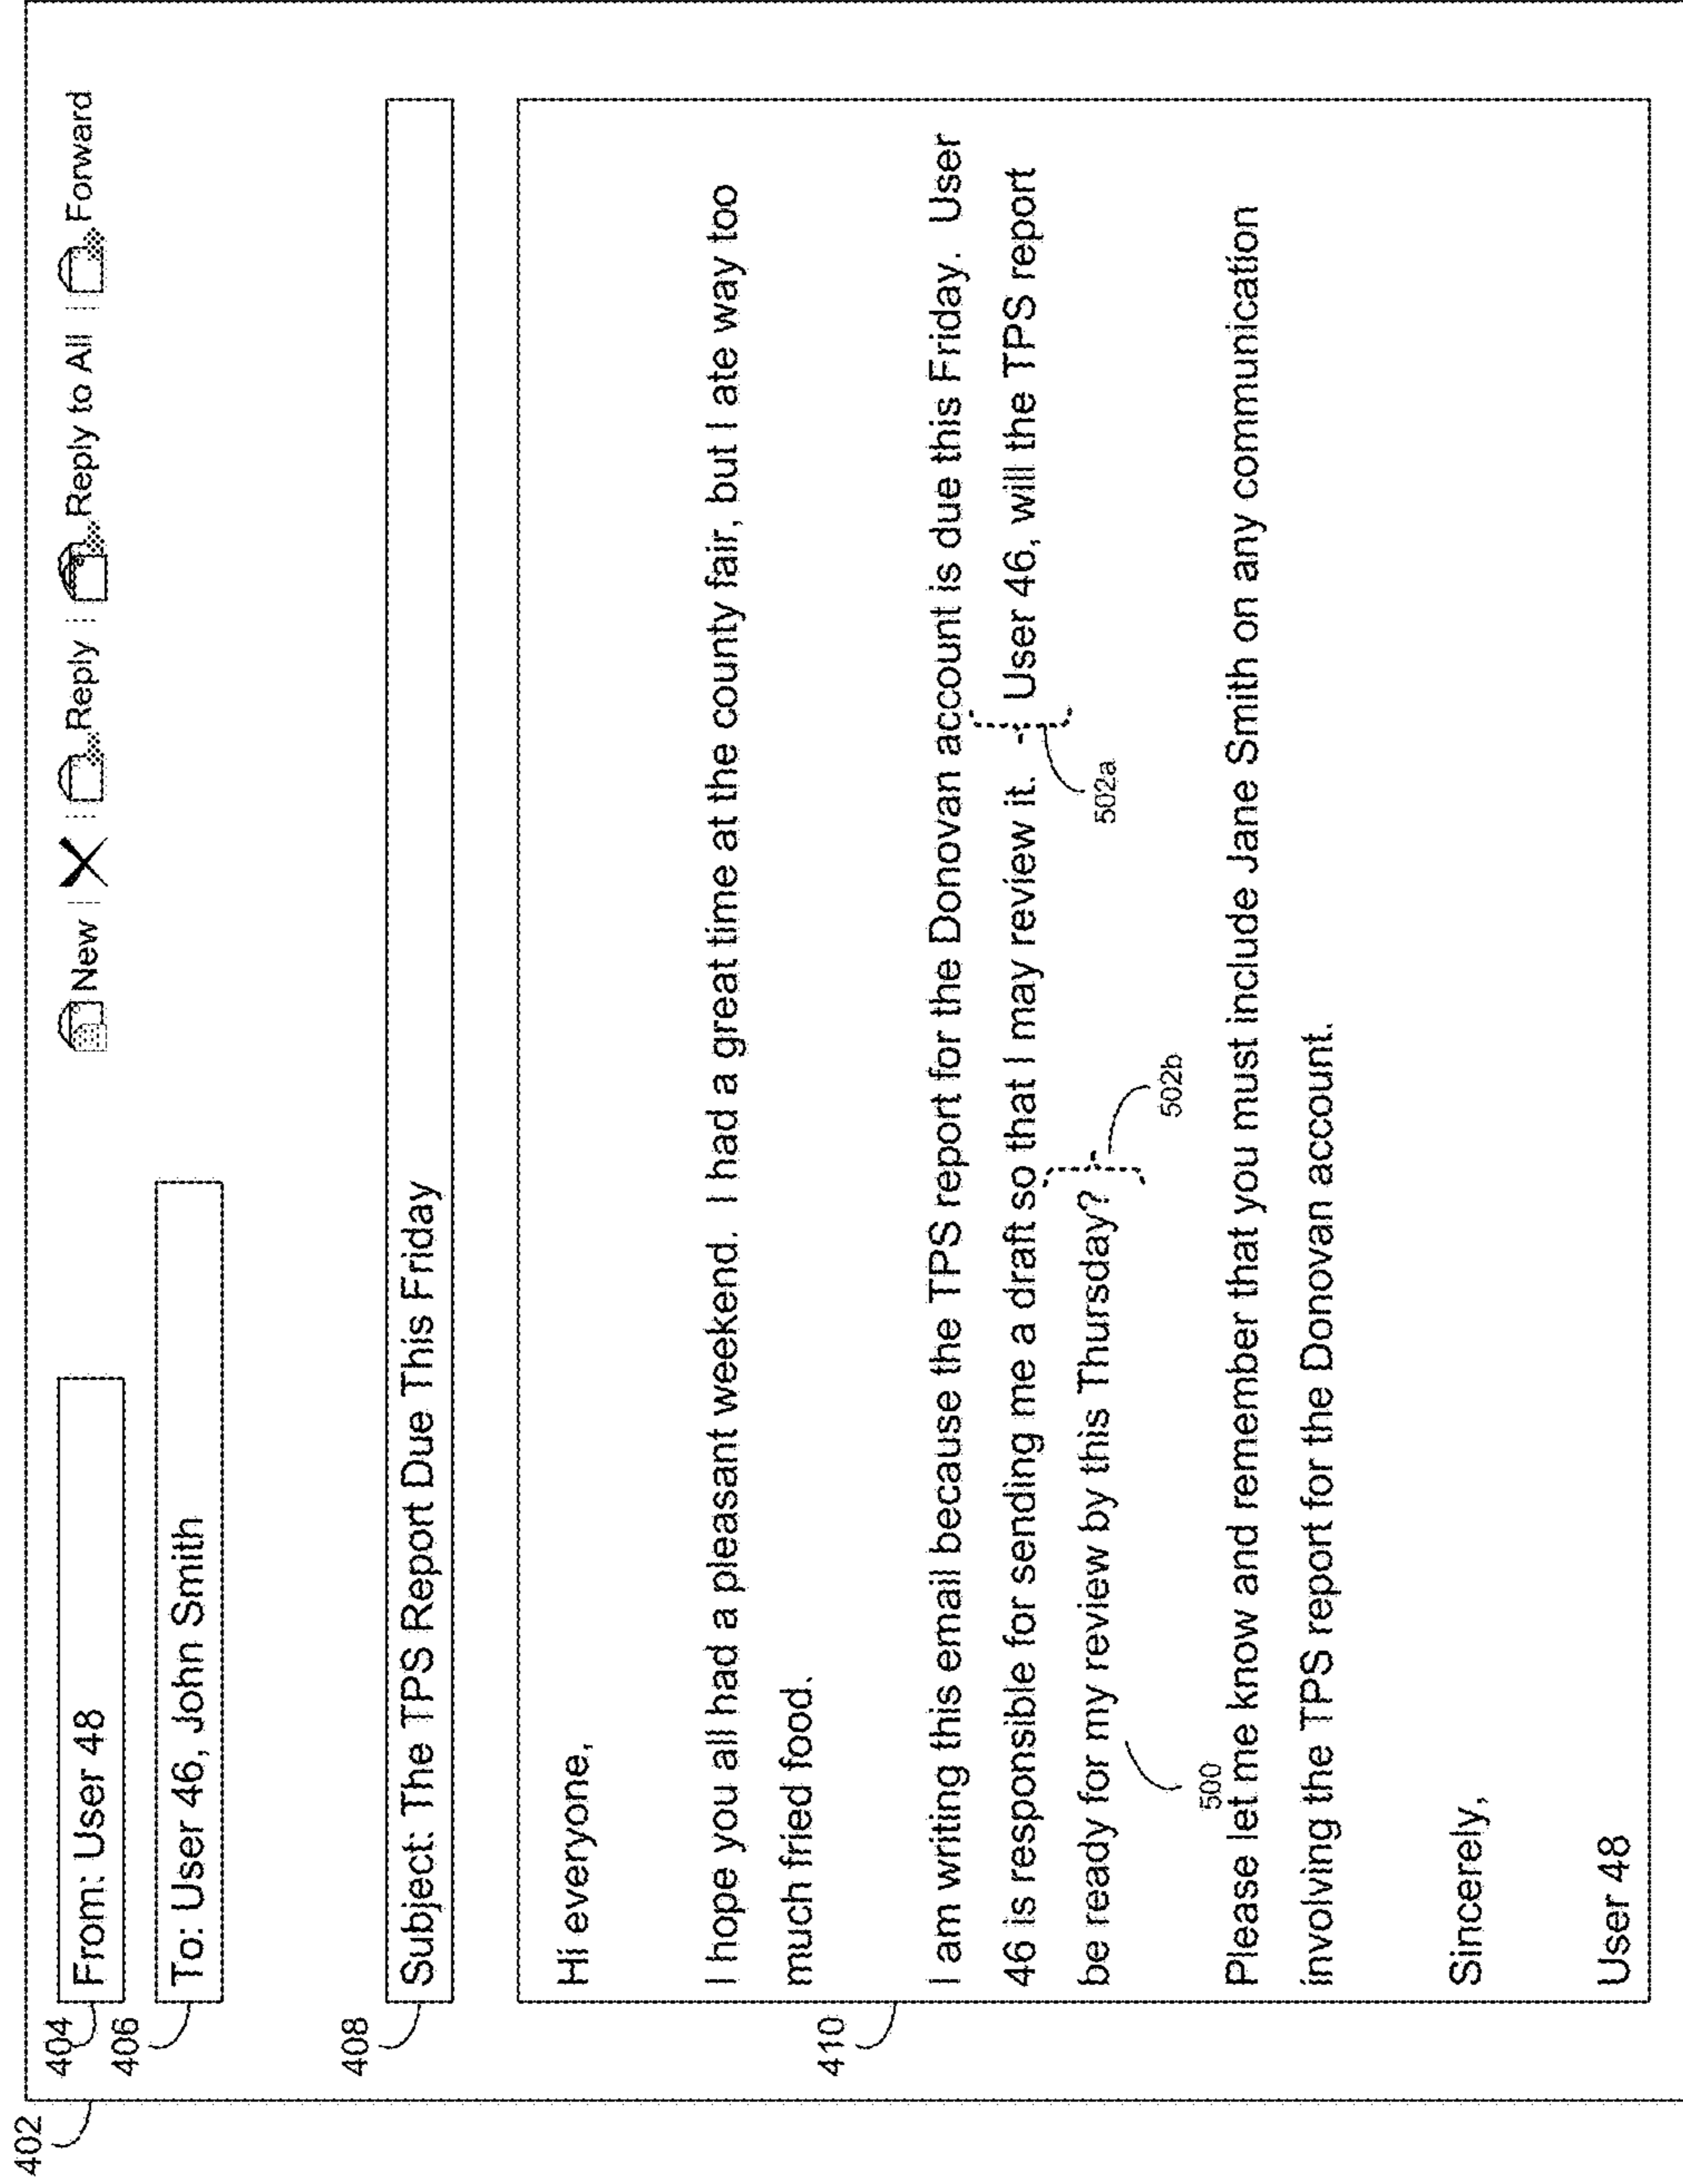 402
404
From: User 48
New Reply Reply to All Forward
406
To: User 46, John Smith
408
Subject: The TPS Report Due This Friday
410
Hi everyone,
I hope you all had a pleasant weekend. I had a great time at the county fair, but I ate way too
much fried food.
I am writing this email because the TPS report for the Donovan account is due this Friday. User
46 is responsible for sending me a draft so that I may review it. User 46, will the TPS report
502a
be ready for my review by this Thursday?
502b
500
Please let me know and remember that you must include Jane Smith on any communication
involving the TPS report for the Donovan account.
Sincerely,
User 48